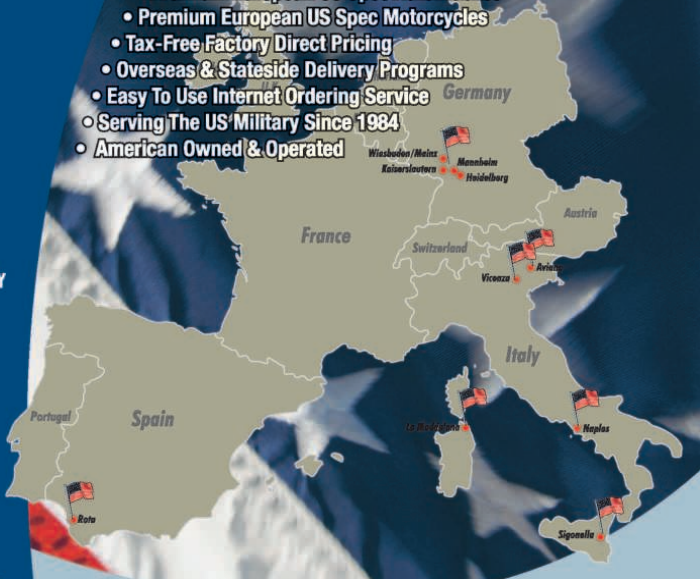 • Premium European US Spec Motorcycles
• Tax-Free Factory Direct Pricing
• Overseas & Stateside Delivery Programs
• Easy To Use Internet Ordering Service
• Serving The US Military Since 1984
• American Owned & Operated
Germany
Wiesbaden/Mainz
Mannheim
Kaiserslautern
Heidelberg
Austria
France
Switzerland
Aviano
Vicenza
Y
Italy
Portugal
Spain
La Maddalena
Naples
Rota
Sigonella